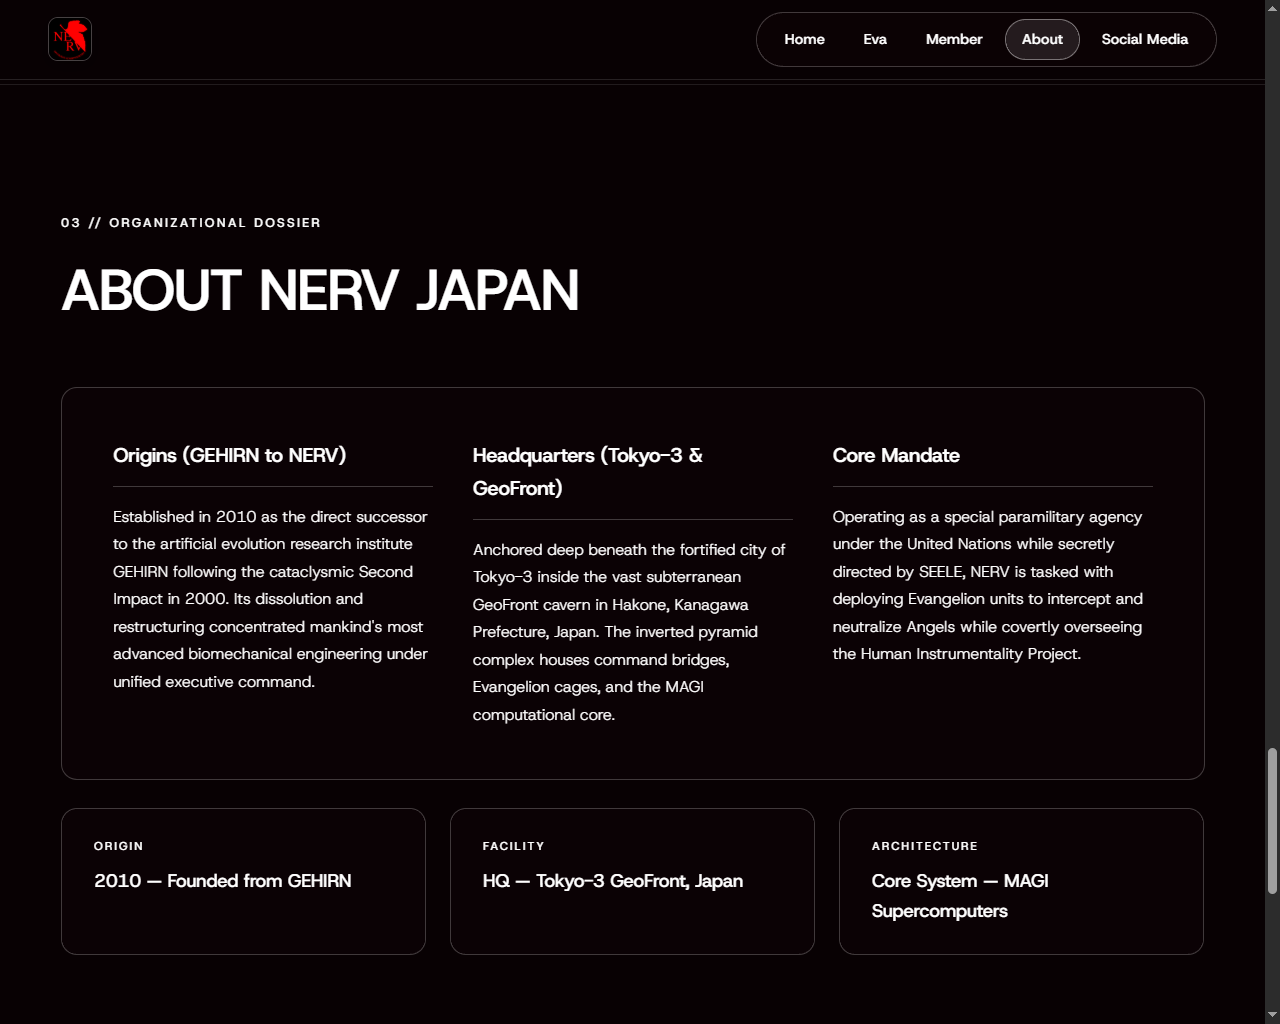 NERV
Home
Eva
Member
About
Social Media
03 // ORGANIZATIONAL DOSSIER
ABOUT NERV JAPAN
Origins (GEHIRN to NERV)
Established in 2010 as the direct successor
to the artificial evolution research institute
GEHIRN following the cataclysmic Second
Impact in 2000. Its dissolution and
restructuring concentrated mankind's most
advanced biomechanical engineering under
unified executive command.
Headquarters (Tokyo-3 &
GeoFront)
Anchored deep beneath the fortified city of
Tokyo-3 inside the vast subterranean
GeoFront cavern in Hakone, Kanagawa
Prefecture, Japan. The inverted pyramid
complex houses command bridges,
Evangelion cages, and the MAGI
computational core.
Core Mandate
Operating as a special paramilitary agency
under the United Nations while secretly
directed by SEELE, NERV is tasked with
deploying Evangelion units to intercept and
neutralize Angels while covertly overseeing
the Human Instrumentality Project.
ORIGIN
2010 — Founded from GEHIRN
FACILITY
HQ — Tokyo-3 GeoFront, Japan
ARCHITECTURE
Core System — MAGI
Supercomputers